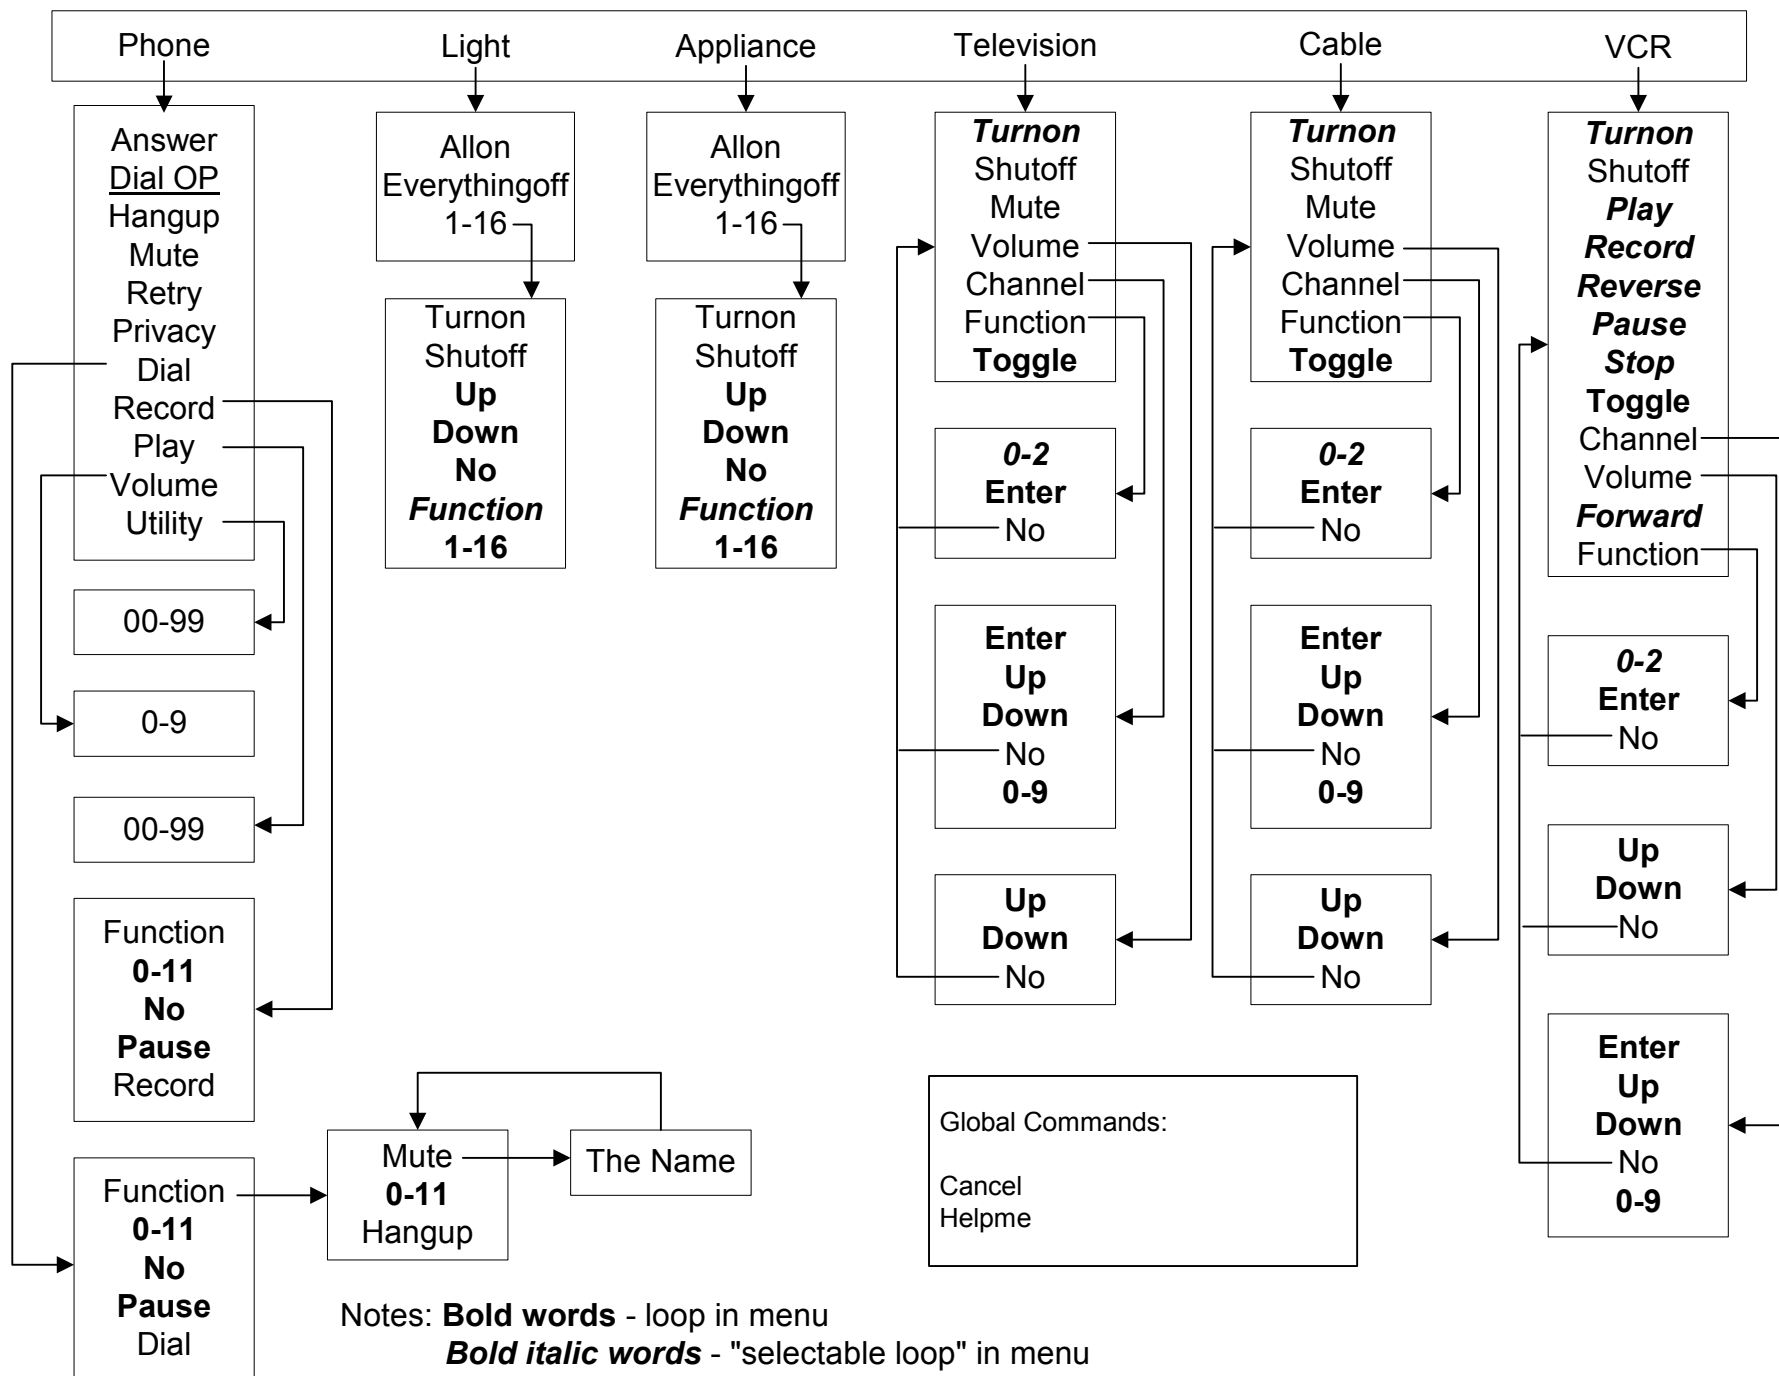 Phone Light Appliance Television Cable VCR
Answer
Dial OP
Hangup
Mute
Retry
Privacy
Dial
Record
Play
Volume
Utility
00-99
0-9
00-99
Function
0-11
No
Pause
Record
Function
0-11
No
Pause
Dial
Mute
0-11
Hangup
The Name
Allon
Everythingoff
1-16
Turnon
Shutoff
Up
Down
No
Function
1-16
Allon
Everythingoff
1-16
Turnon
Shutoff
Up
Down
No
Function
1-16
Turnon
Shutoff
Mute
Volume
Channel
Function
Toggle
0-2
Enter
No
Enter
Up
Down
No
0-9
Up
Down
No
Turnon
Shutoff
Mute
Volume
Channel
Function
Toggle
0-2
Enter
No
Enter
Up
Down
No
0-9
Up
Down
No
Turnon
Shutoff
Play
Record
Reverse
Pause
Stop
Toggle
Channel
Volume
Forward
Function
0-2
Enter
No
Up
Down
No
Enter
Up
Down
No
0-9
Global Commands:
Cancel
Helpme
Notes: Bold words - loop in menu
Bold italic words - "selectable loop" in menu